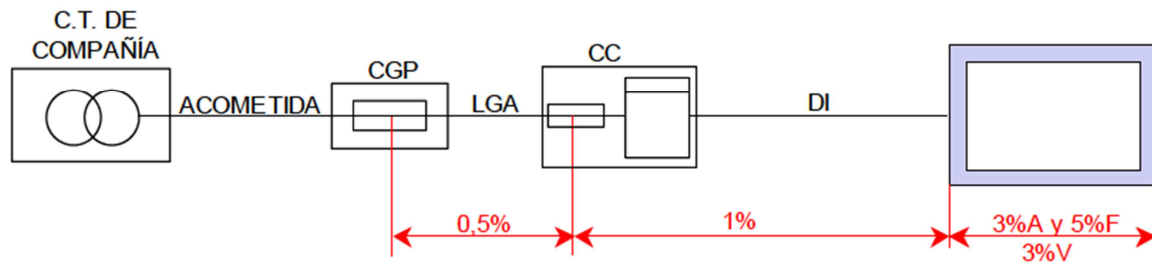 C.T. DE
COMPAÑÍA
ACOMETIDA
CGP
LGA
CC
DI
0,5%
1%
3%A y 5%F
3%V